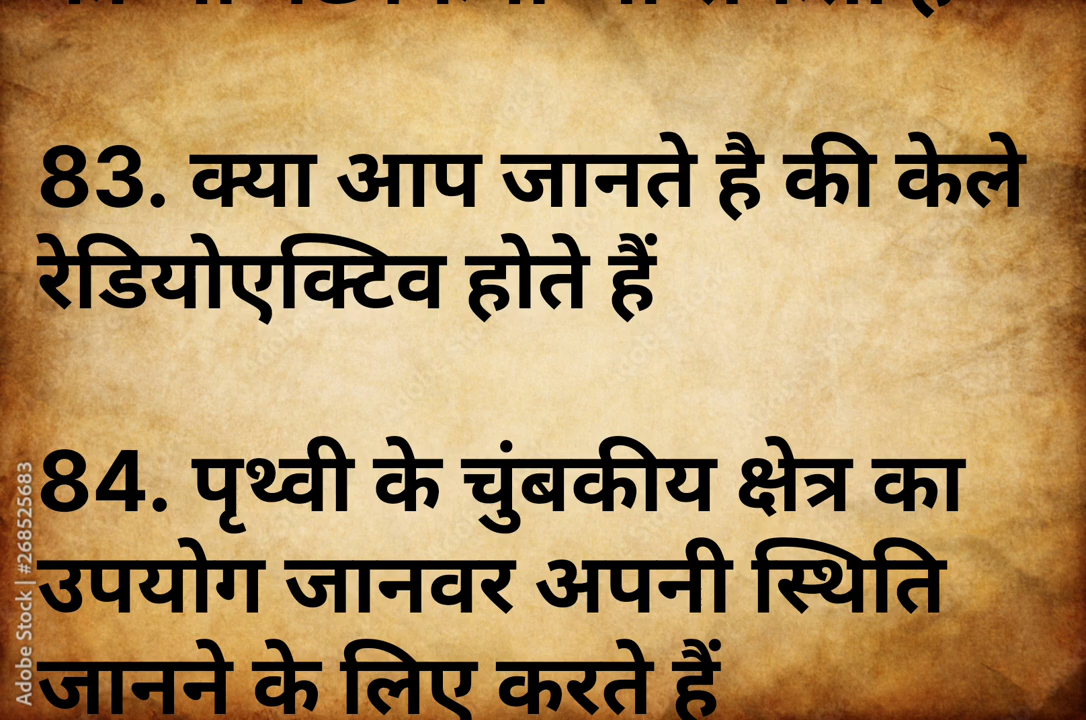 83. क्या आप जानते है की केले
रेडियोएक्टिव होते हैं
84. पृथ्वी के चुंबकीय क्षेत्र का
उपयोग जानवर अपनी स्थिति
जानने के लिए करते हैं
Adobe Stock | #268525683